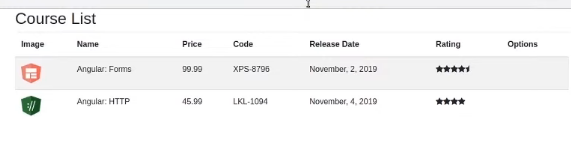 Course List
Image Name Price Code Release Date Rating Options
Angular: Forms 99.99 XPS-8796 November, 2, 2019
Angular: HTTP 45.99 LKL-1094 November, 4, 2019